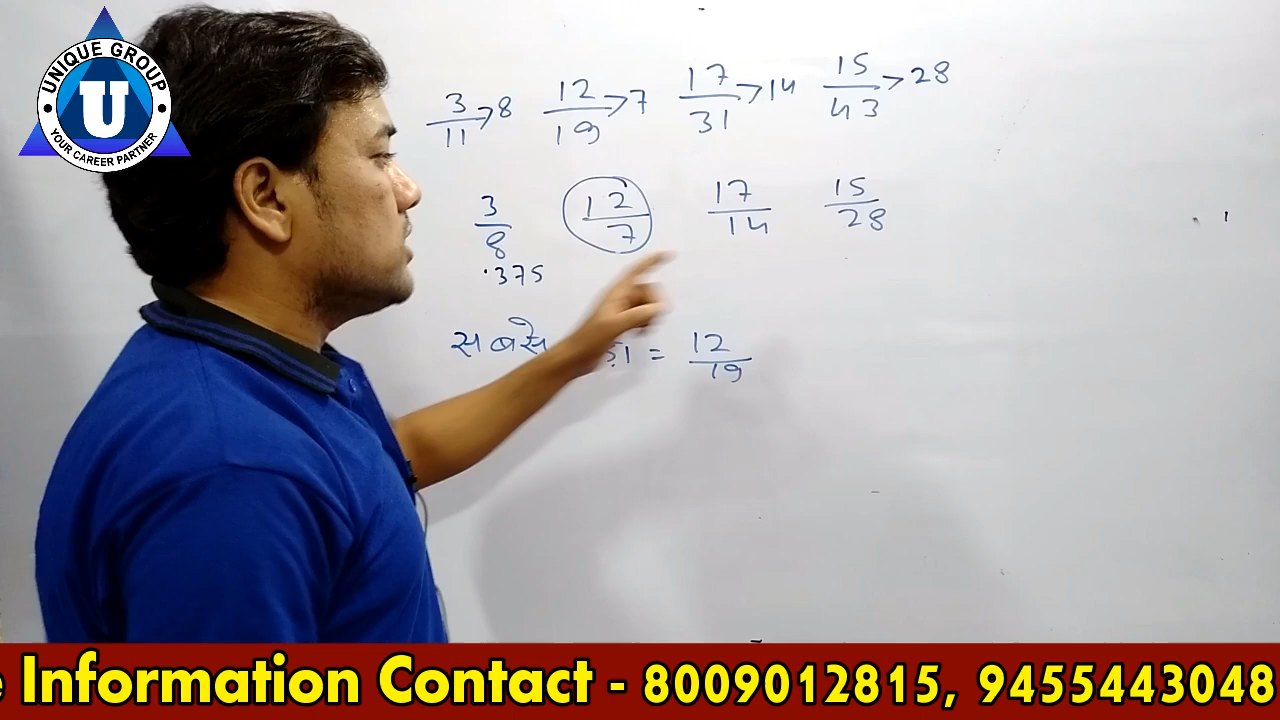 UNIQUE GROUP
U
YOUR CAREER PARTNER
3/11 > 8 12/19 > 7 17/31 > 14 15/43 > 28
3/8 12/7 17/14 15/28
.375
सबसे = 12/19
Information Contact - 8009012815, 9455443048